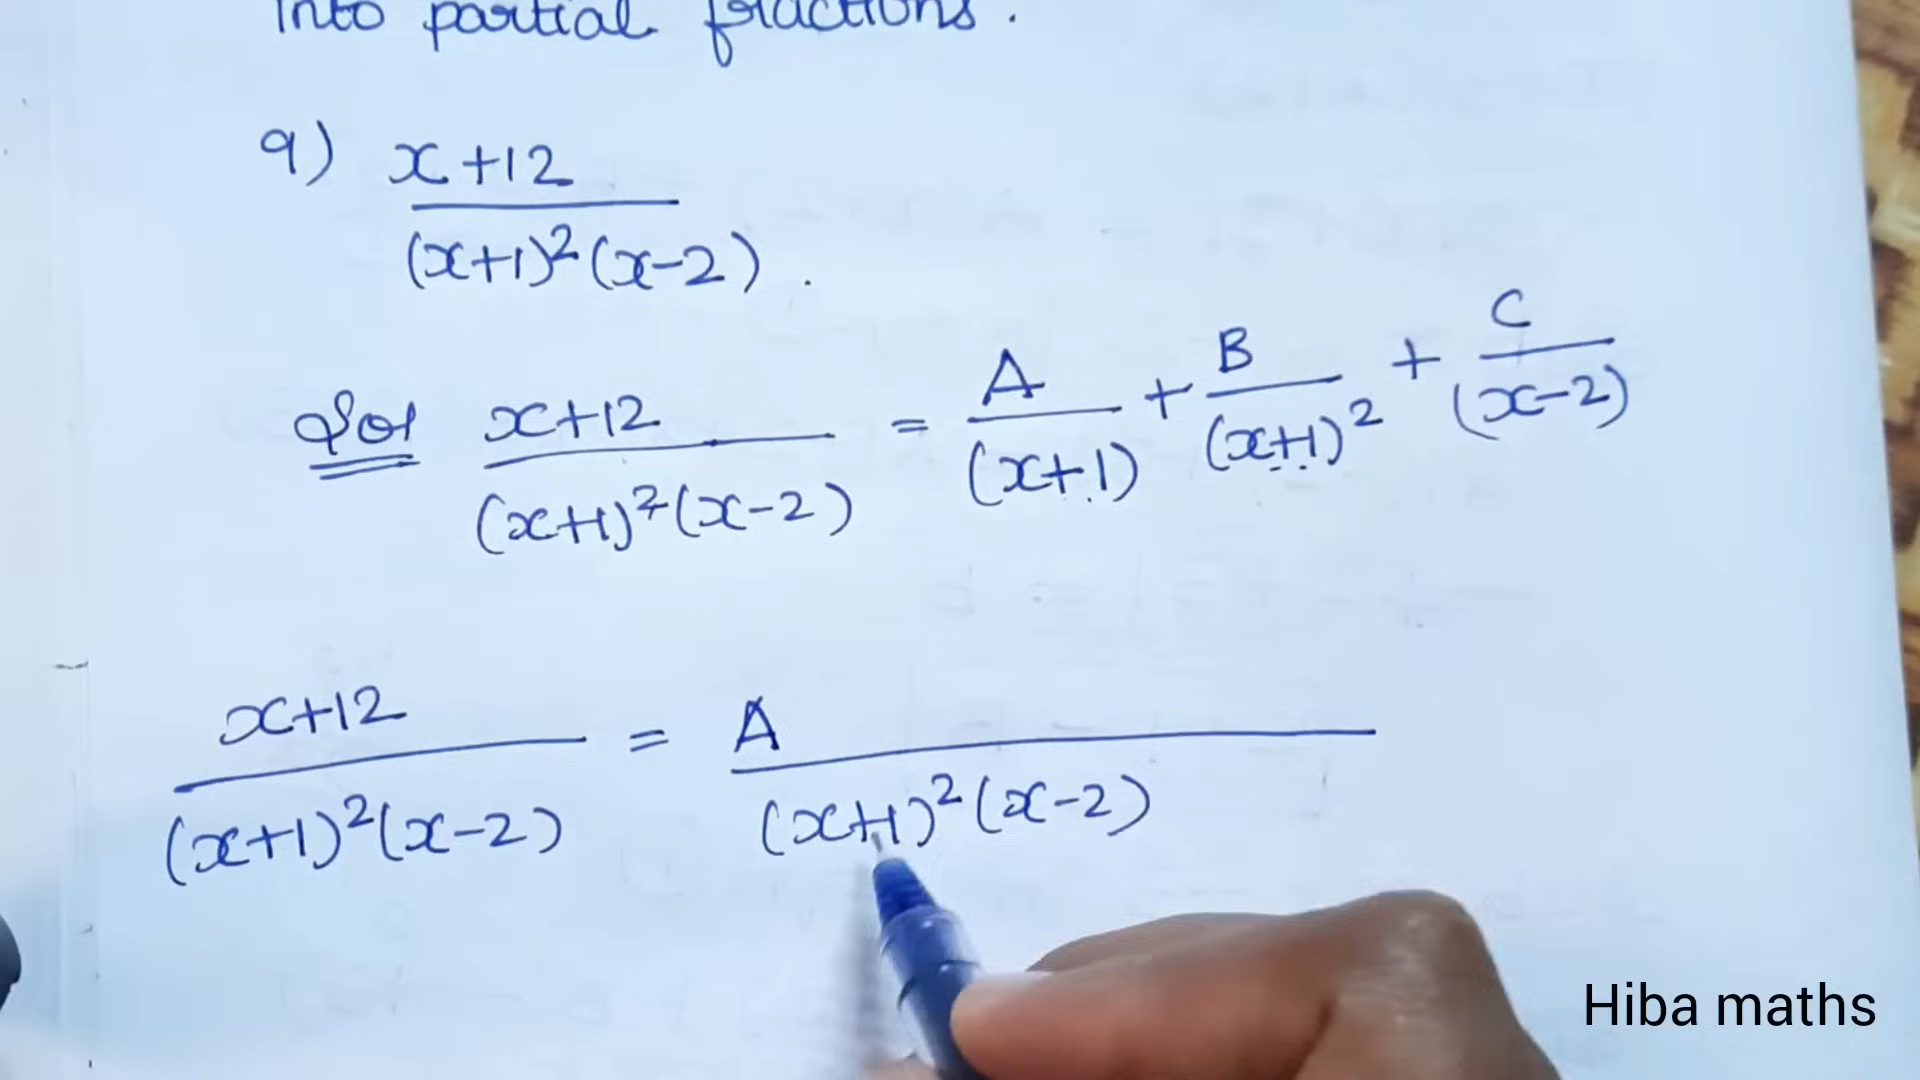 into partial fractions.
9) x+12
(x+1)²(x-2) .
Sol x+12 = A + B + C
(x+1)²(x-2) (x+1) (x+1)² (x-2)
x+12 = A
(x+1)²(x-2) (x+1)²(x-2)
Hiba maths